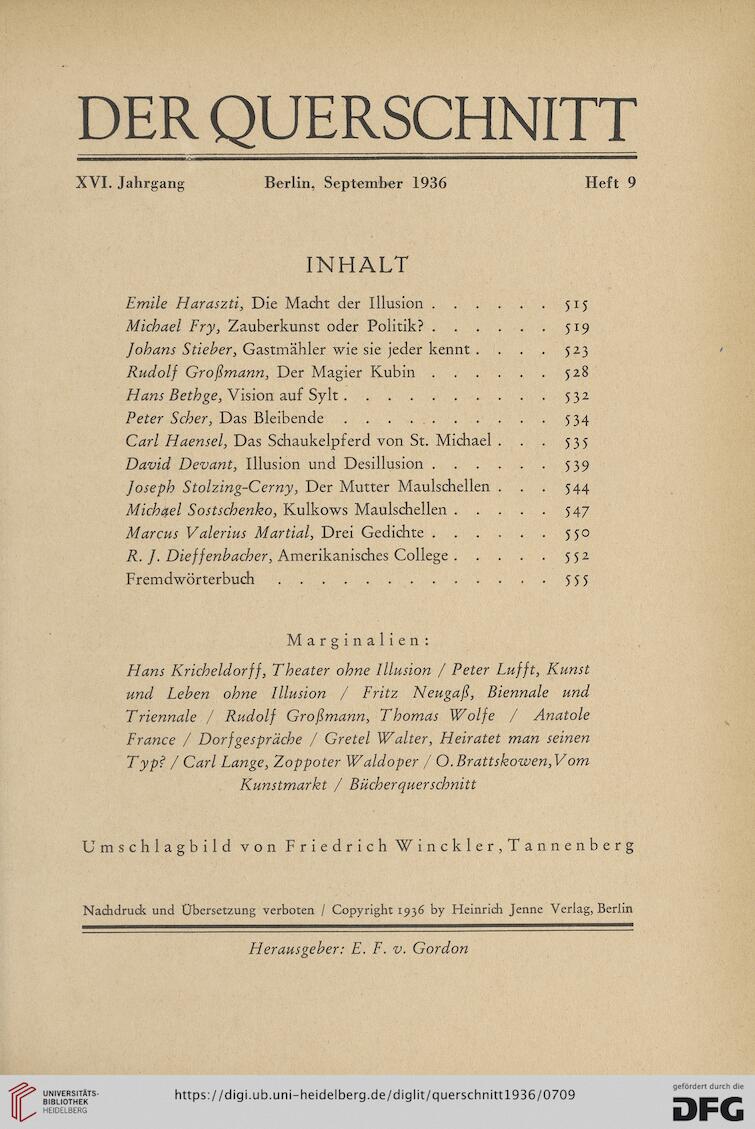 DER QUERSCHNITT
XVI. Jahrgang Berlin, September 1936 Heft 9
INHALT
Emile Haraszti, Die Macht der Illusion . . . . . . 515
Michael Fry, Zauberkunst oder Politik? . . . . . . 519
Johans Stieber, Gastmähler wie sie jeder kennt . . . . 523
Rudolf Großmann, Der Magier Kubin . . . . . . 528
Hans Bethge, Vision auf Sylt . . . . . . . . . 532
Peter Scher, Das Bleibende . . . . . . . . . 534
Carl Haensel, Das Schaukelpferd von St. Michael . . . 535
David Devant, Illusion und Desillusion . . . . . . 539
Joseph Stolzing-Cerny, Der Mutter Maulschellen . . . 544
Michael Sostschenko, Kulkows Maulschellen . . . . . 547
Marcus Valerius Martial, Drei Gedichte . . . . . . 550
R. J. Dieffenbacher, Amerikanisches College . . . . . 552
Fremdwörterbuch . . . . . . . . . . . . 555
Marginalien:
Hans Kricheldorff, Theater ohne Illusion / Peter Lufft, Kunst
und Leben ohne Illusion / Fritz Neugaß, Biennale und
Triennale / Rudolf Großmann, Thomas Wolfe / Anatole
France / Dorfgespräche / Gretel Walter, Heiratet man seinen
Typ? / Carl Lange, Zoppoter Waldoper / O. Brattskowen, Vom
Kunstmarkt / Bücherquerschnitt
Umschlagbild von Friedrich Winckler, Tannenberg
Nachdruck und Übersetzung verboten / Copyright 1936 by Heinrich Jenne Verlag, Berlin
Herausgeber: E. F. v. Gordon
UNIVERSITÄTS-
BIBLIOTHEK
HEIDELBERG
https://digi.ub.uni-heidelberg.de/diglit/querschnitt1936/0709
gefördert durch die
DFG